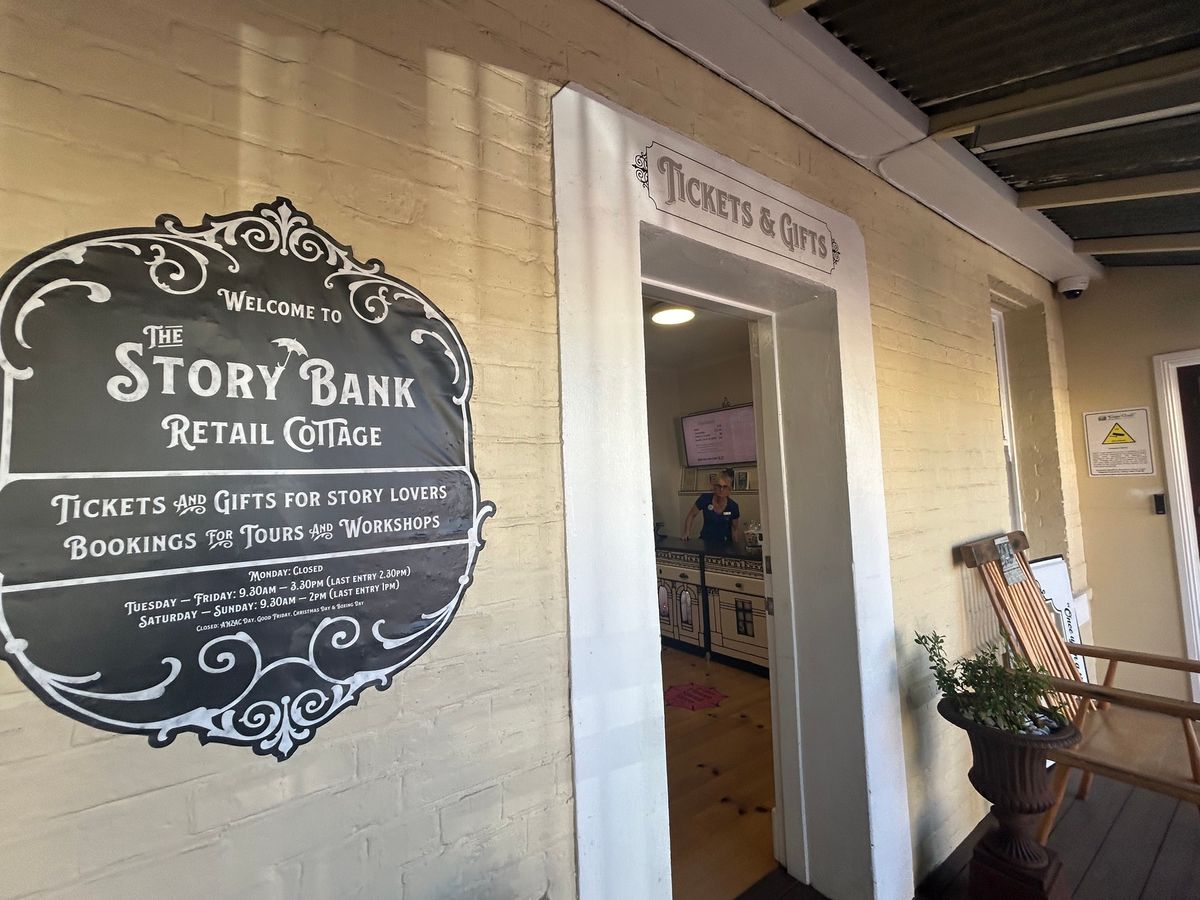 WELCOME TO
THE
STORY BANK
RETAIL COTTAGE
TICKETS AND GIFTS FOR STORY LOVERS
BOOKINGS FOR TOURS AND WORKSHOPS
MONDAY: CLOSED
TUESDAY — FRIDAY: 9.30AM — 3.30PM (LAST ENTRY 2.30PM)
SATURDAY — SUNDAY: 9.30AM — 2PM (LAST ENTRY 1PM)
CLOSED: ANZAC DAY, GOOD FRIDAY, CHRISTMAS DAY & BOXING DAY
TICKETS & GIFTS